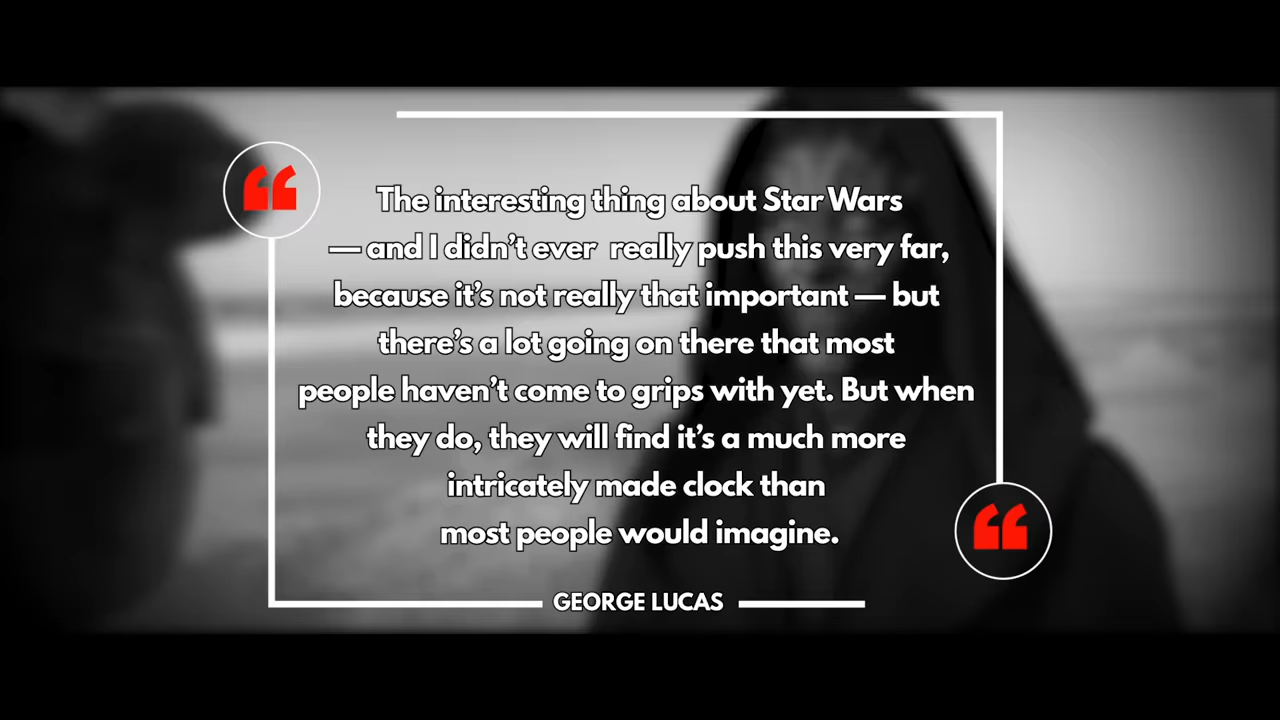 The interesting thing about Star Wars
— and I didn’t ever  really push this very far,
because it’s not really that important — but
there’s a lot going on there that most
people haven’t come to grips with yet. But when
they do, they will find it’s a much more
intricately made clock than
most people would imagine.
GEORGE LUCAS